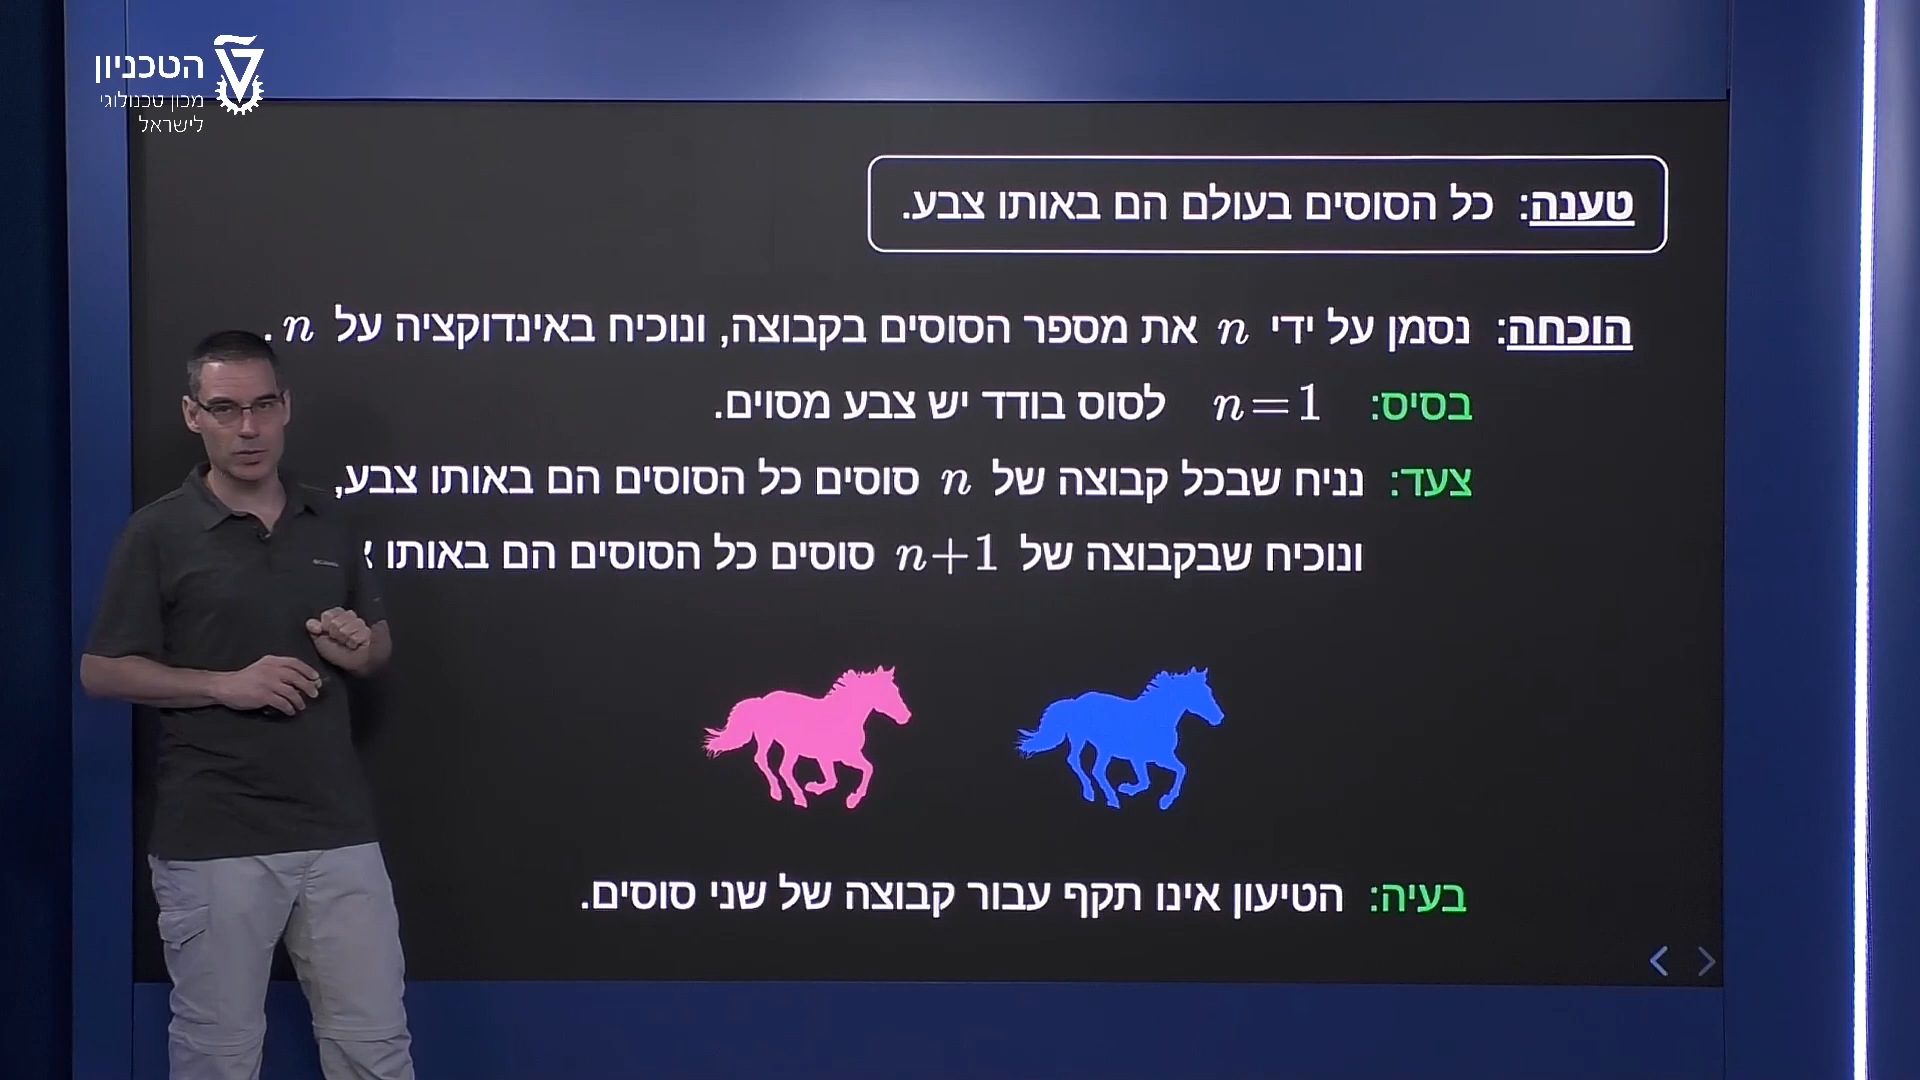 הטכניון
מכון טכנולוגי
לישראל
טענה: כל הסוסים בעולם הם באותו צבע.
הוכחה: נסמן על ידי n את מספר הסוסים בקבוצה, ונוכיח באינדוקציה על n.
בסיס: n=1 לסוס בודד יש צבע מסוים.
צעד: נניח שבכל קבוצה של n סוסים כל הסוסים הם באותו צבע,
ונוכיח שבקבוצה של n+1 סוסים כל הסוסים הם באותו
בעיה: הטיעון אינו תקף עבור קבוצה של שני סוסים.